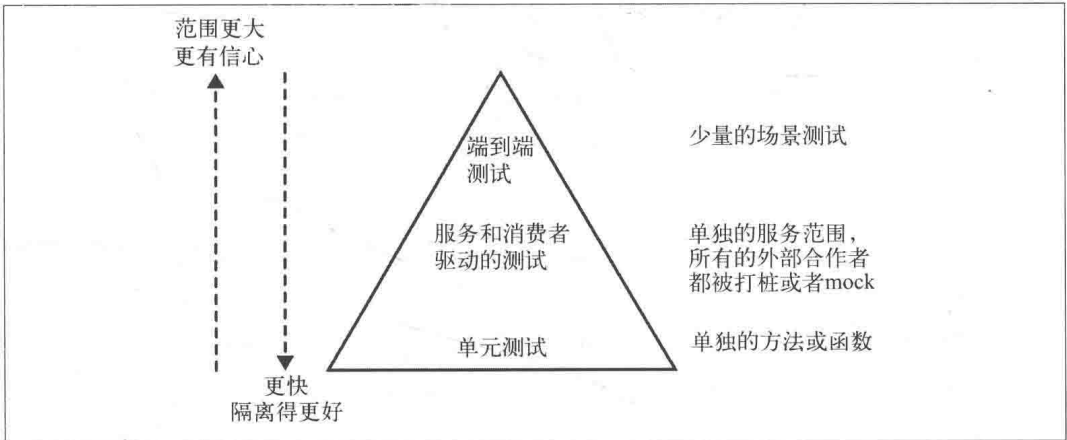 范围更大
更有信心
端到端
测试
少量的场景测试
服务和消费者
驱动的测试
单独的服务范围，
所有的外部合作者
都被打桩或者mock
单元测试
单独的方法或函数
更快
隔离得更好